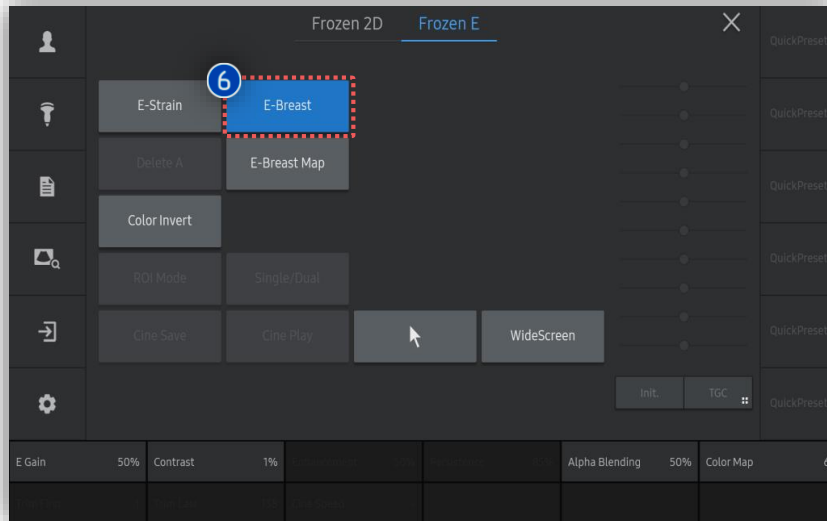 Frozen 2D Frozen E
QuickPreset
6
E-Strain E-Breast
QuickPreset
Delete A E-Breast Map
QuickPreset
Color Invert
ROI Mode Single/Dual
QuickPreset
Cine Save Cine Play WideScreen
QuickPreset
Init. TGC
QuickPreset
E Gain 50% Contrast 1% Alpha Blending 50% Color Map 6